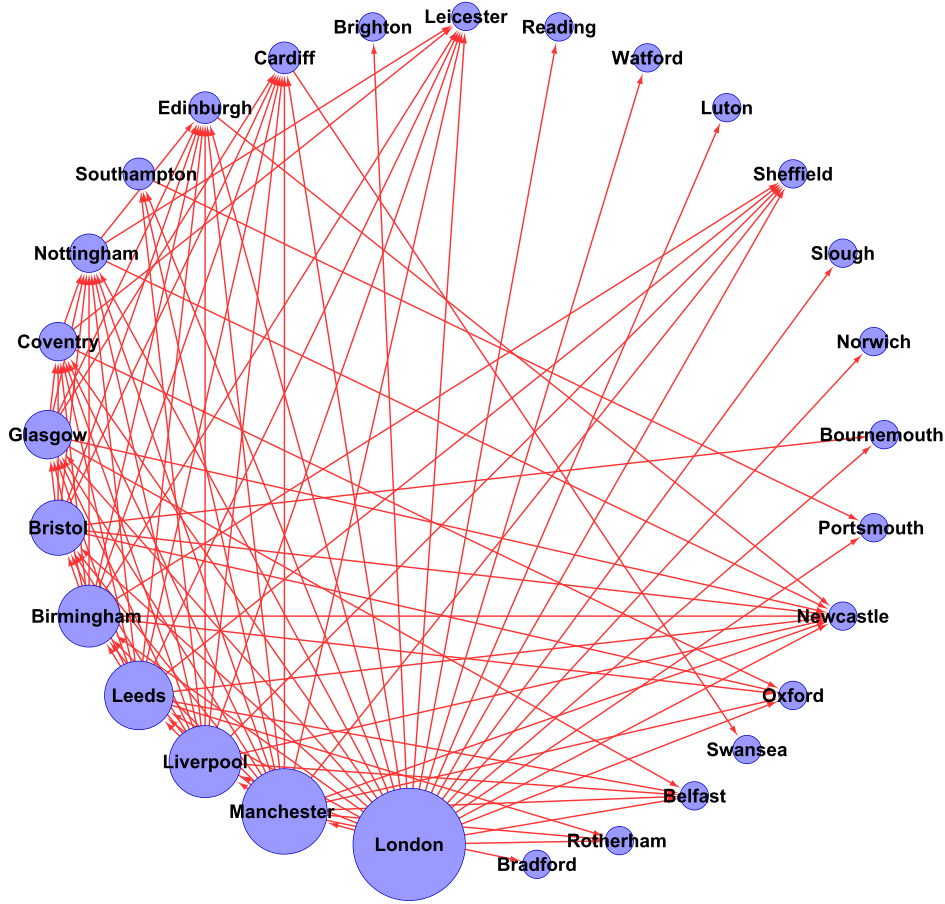 Leicester
Brighton
Reading
Cardiff
Watford
Edinburgh
Luton
Southampton
Sheffield
Nottingham
Slough
Coventry
Norwich
Glasgow
Bournemouth
Bristol
Portsmouth
Birmingham
Newcastle
Leeds
Oxford
Swansea
Liverpool
Belfast
Manchester
Rotherham
London
Bradford